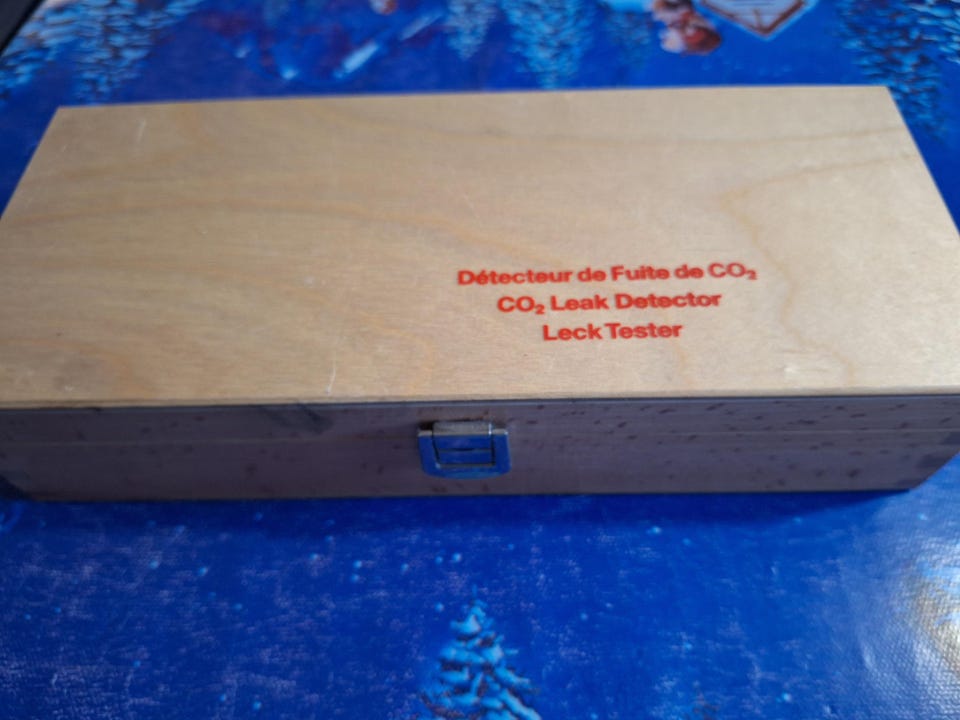 Détecteur de Fuite de CO₂
CO₂ Leak Detector
Leck Tester